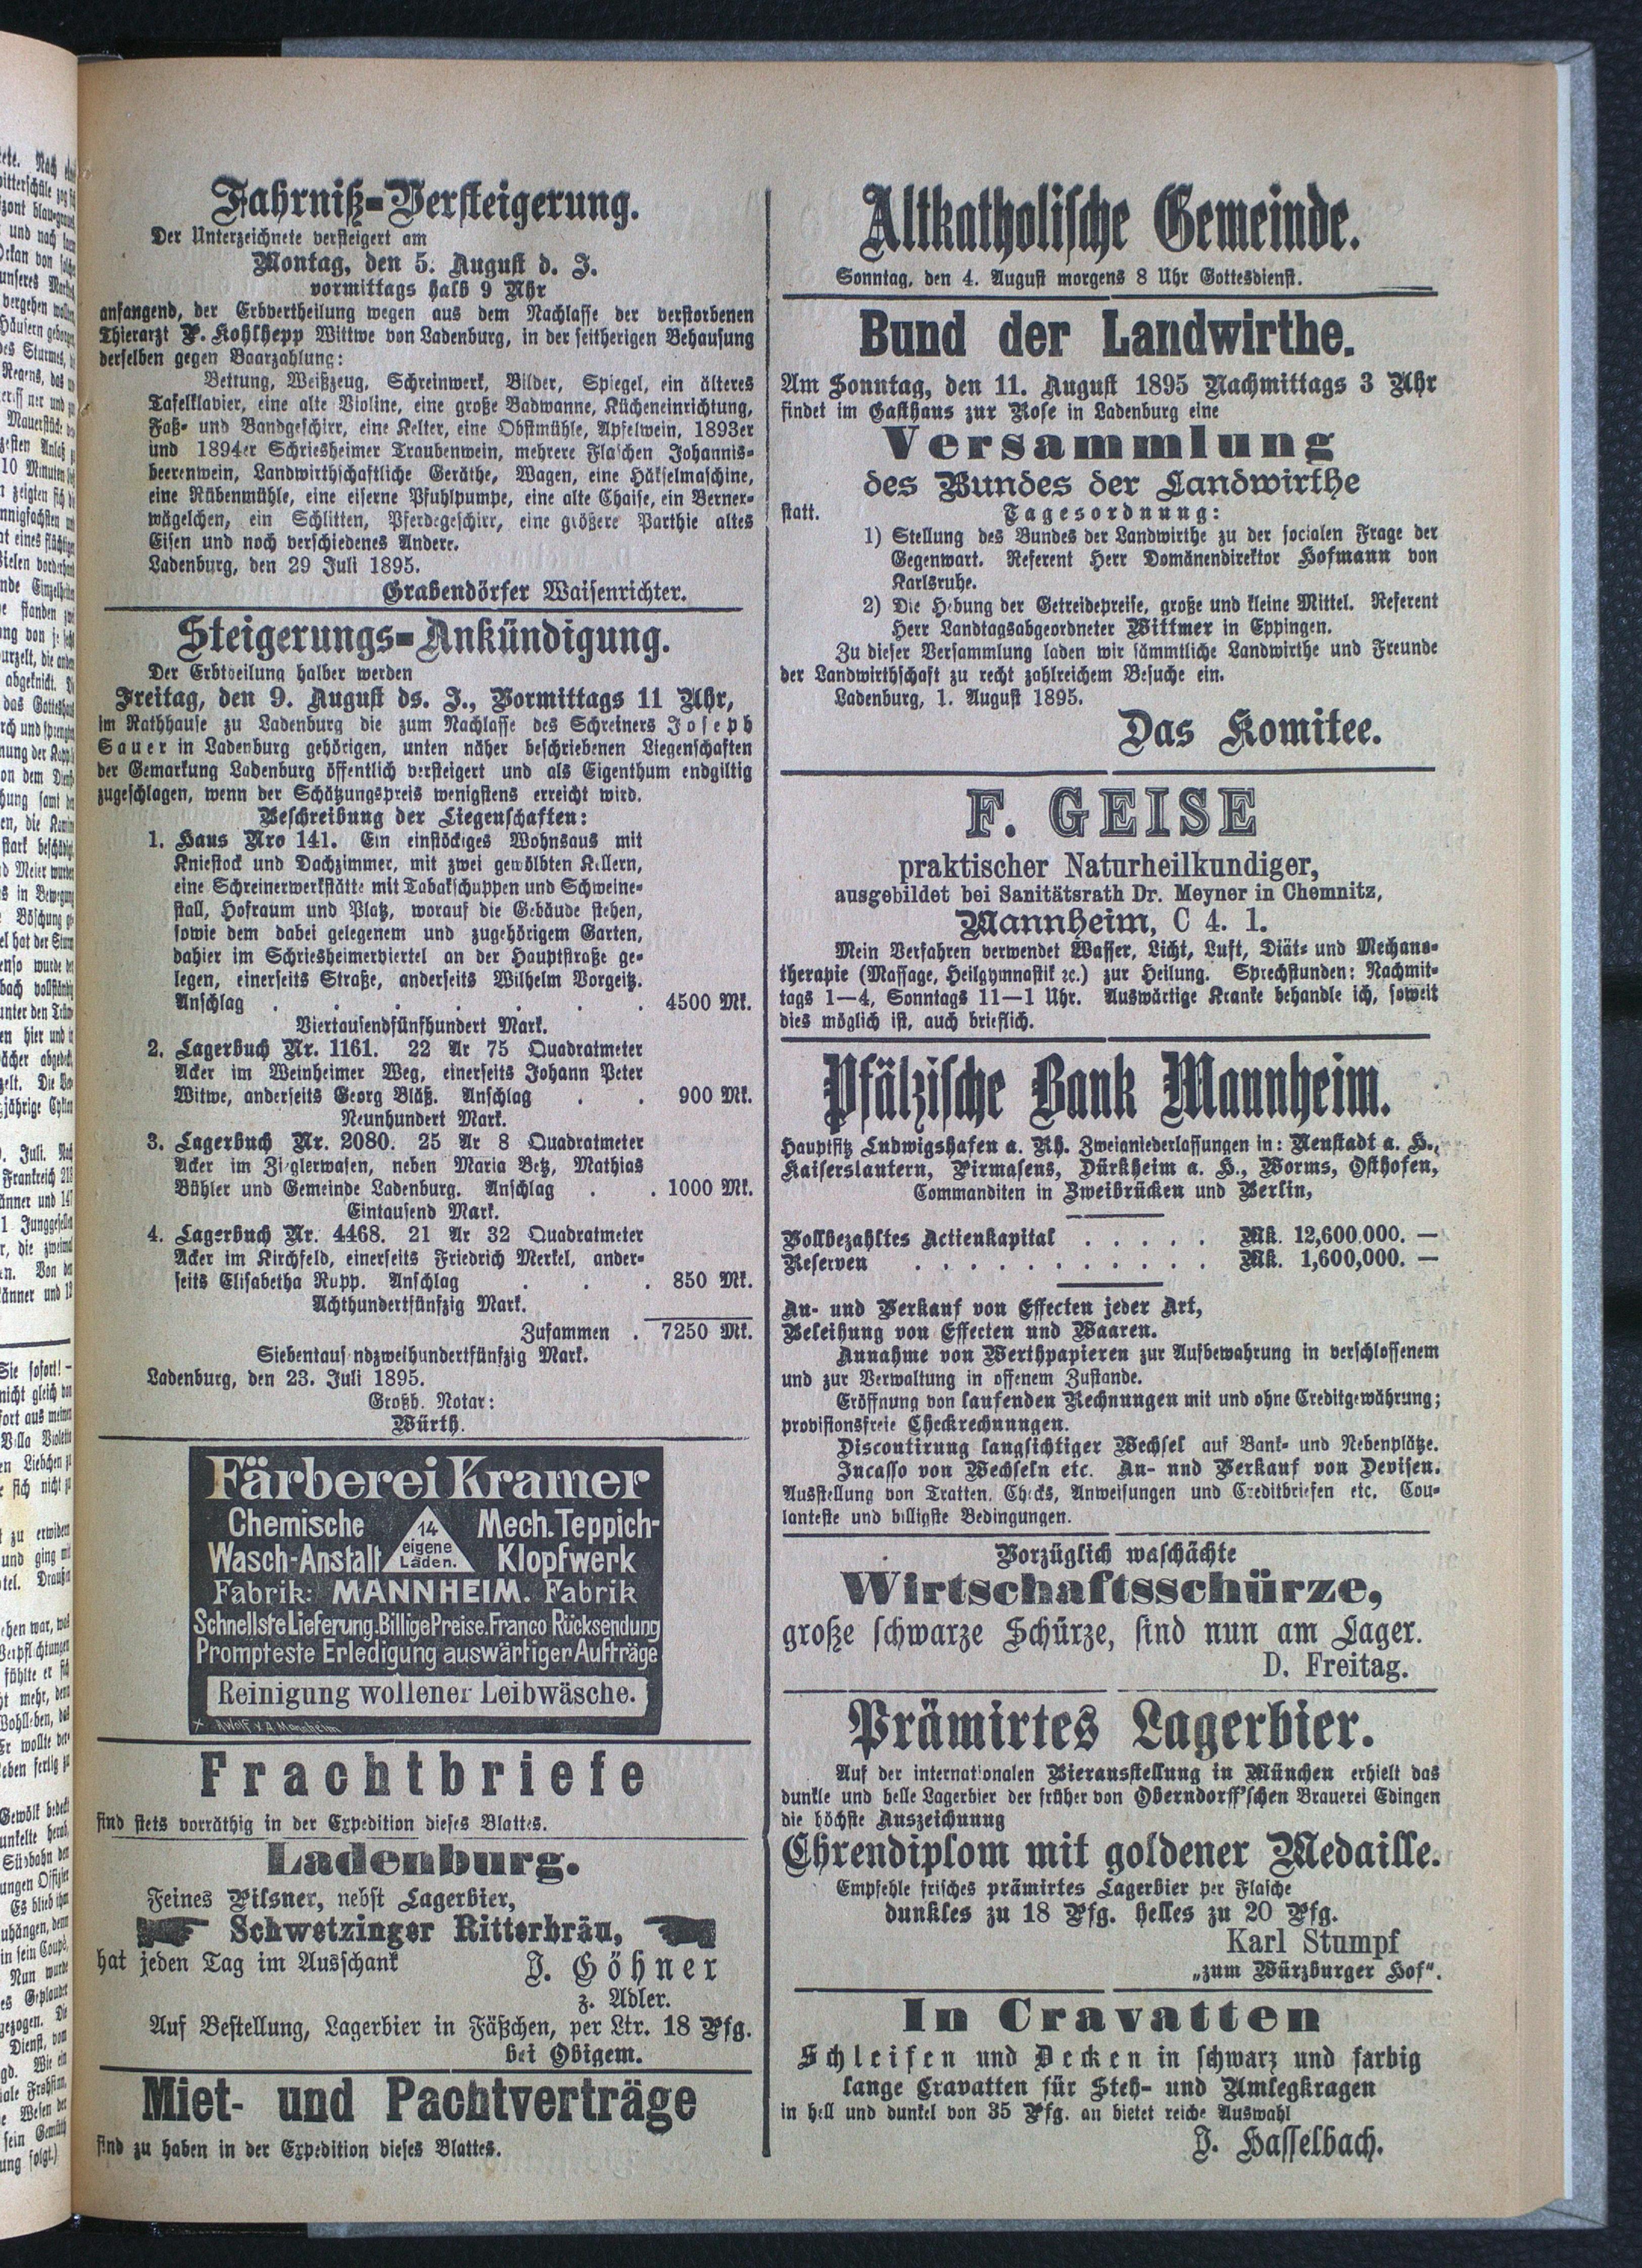 Fahrniß-Versteigerung.
Der Unterzeichnete versteigert am
Montag, den 5. August d. J.
vormittags halb 9 Uhr
anfangend, der Erbvertheilung wegen aus dem Nachlasse der verstorbenen
Thierarzt P. Kohlhepp Wittwe von Ladenburg, in der seitherigen Behausung
derselben gegen Baarzahlung:
Bettung, Weißzeug, Schreinwerk, Bilder, Spiegel, ein älteres
Tafelklavier, eine alte Violine, eine große Badwanne, Kücheneinrichtung,
Faß- und Bandgeschirr, eine Kelter, eine Obstmühle, Apfelwein, 1893er
und 1894er Schriesheimer Traubenwein, mehrere Flaschen Johannis-
beerenwein, Landwirthschaftliche Geräthe, Wagen, eine Häkselmaschine,
eine Rübenmühle, eine eiserne Pfuhlpumpe, eine alte Chaise, ein Berner-
wägelchen, ein Schlitten, Pferdegeschirr, eine größere Parthie altes
Eisen und noch verschiedenes Andere.
Ladenburg, den 29 Juli 1895.
Grabendörfer Waisenrichter.
Steigerungs-Ankündigung.
Der Erbtheilung halber werden
Freitag, den 9. August ds. J., Vormittags 11 Uhr,
im Rathhause zu Ladenburg die zum Nachlasse des Schreiners Joseph
Sauer in Ladenburg gehörigen, unten näher beschriebenen Liegenschaften
der Gemarkung Ladenburg öffentlich versteigert und als Eigenthum endgiltig
zugeschlagen, wenn der Schätzungspreis wenigstens erreicht wird.
Beschreibung der Liegenschaften:
1. Haus Nro 141. Ein einstöckiges Wohnsaus mit
Kniestock und Dachzimmer, mit zwei gewölbten Kellern,
eine Schreinerwerkstätte mit Tabakschuppen und Schweine-
stall, Hofraum und Platz, worauf die Gebäude stehen,
sowie dem dabei gelegenem und zugehörigem Garten,
dahier im Schriesheimerviertel an der Hauptstraße ge-
legen, einerseits Straße, anderseits Wilhelm Vorgeitz.
Anschlag . . . . . . . 4500 Mk.
Viertausendfünfhundert Mark.
2. Lagerbuch Nr. 1161. 22 Ar 75 Quadratmeter
Acker im Weinheimer Weg, einerseits Johann Peter
Witwe, anderseits Georg Bläß. Anschlag . . 900 Mk.
Neunhundert Mark.
3. Lagerbuch Nr. 2080. 25 Ar 8 Quadratmeter
Acker im Zieglerwasen, neben Maria Betz, Mathias
Bühler und Gemeinde Ladenburg. Anschlag . . 1000 Mk.
Eintausend Mark.
4. Lagerbuch Nr. 4468. 21 Ar 32 Quadratmeter
Acker im Kirchfeld, einerseits Friedrich Merkel, ander-
seits Elisabetha Rupp. Anschlag . . . 850 Mk.
Achthundertfünfzig Mark.
Zusammen . 7250 Mk.
Siebentausendzweihundertfünfzig Mark.
Ladenburg, den 23. Juli 1895.
Großh. Notar:
Würth.
Färberei Kramer
Chemische
Wasch-Anstalt
14
eigene
Läden.
Mech. Teppich-
Klopfwerk
Fabrik: MANNHEIM. Fabrik
Schnellste Lieferung. Billige Preise. Franco Rücksendung
Prompteste Erledigung auswärtiger Aufträge
Reinigung wollener Leibwäsche.
Frachtbriefe
sind stets vorräthig in der Expedition dieses Blattes.
Ladenburg.
Feines Pilsner, nebst Lagerbier,
Schwetzinger Ritterbräu,
hat jeden Tag im Ausschank J. Göhner
z. Adler.
Auf Bestellung, Lagerbier in Fäßchen, per Ltr. 18 Pfg.
bei Obigem.
Miet- und Pachtverträge
sind zu haben in der Expedition dieses Blattes.
Altkatholische Gemeinde.
Sonntag, den 4. August morgens 8 Uhr Gottesdienst.
Bund der Landwirthe.
Am Sonntag, den 11. August 1895 Nachmittags 3 Uhr
findet im Gasthaus zur Rose in Ladenburg eine
Versammlung
des Bundes der Landwirthe
statt. Tagesordnung:
1) Stellung des Bundes der Landwirthe zu der socialen Frage der
Gegenwart. Referent Herr Domänendirektor Hofmann von
Karlsruhe.
2) Die Hebung der Getreidepreise, große und kleine Mittel. Referent
Herr Landtagsabgeordneter Wittmer in Eppingen.
Zu dieser Versammlung laden wir sämmtliche Landwirthe und Freunde
der Landwirthschaft zu recht zahlreichem Besuche ein.
Ladenburg, 1. August 1895.
Das Komitee.
F. GEISE
praktischer Naturheilkundiger,
ausgebildet bei Sanitätsrath Dr. Meyner in Chemnitz,
Mannheim, C 4. 1.
Mein Verfahren verwendet Wasser, Licht, Luft, Diät- und Mechano-
therapie (Massage, Heilgymnastik ꝛc.) zur Heilung. Sprechstunden: Nachmit-
tags 1—4, Sonntags 11—1 Uhr. Auswärtige Kranke behandle ich, soweit
dies möglich ist, auch brieflich.
Pfälzische Bank Mannheim.
Hauptsitz Ludwigshafen a. Rh. Zweigniederlassungen in: Neustadt a. H.,
Kaiserslautern, Pirmasens, Dürkheim a. H., Worms, Osthofen,
Commanditen in Zweibrücken und Berlin,
Vollbezahltes Actienkapital . . . . . Mk. 12,600,000. —
Reserven . . . . . . . . . . . Mk. 1,600,000. —
An- und Verkauf von Effecten jeder Art,
Beleihung von Effecten und Waaren.
Annahme von Werthpapieren zur Aufbewahrung in verschlossenem
und zur Verwaltung in offenem Zustande.
Eröffnung von laufenden Rechnungen mit und ohne Creditgewährung;
provisionsfreie Checkrechnungen.
Discontirung langsichtiger Wechsel auf Bank- und Nebenplätze.
Incasso von Wechseln etc. An- und Verkauf von Devisen.
Ausstellung von Tratten, Checks, Anweisungen und Creditbriefen etc. Cou-
lanteste und billigste Bedingungen.
Vorzüglich waschächte
Wirtschaftsschürze,
große schwarze Schürze, sind nun am Lager.
D. Freitag.
Prämirtes Lagerbier.
Auf der internationalen Bierausstellung in München erhielt das
dunkle und helle Lagerbier der früher von Oberndorff'schen Brauerei Edingen
die höchste Auszeichnung
Ehrendiplom mit goldener Medaille.
Empfehle frisches prämirtes Lagerbier per Flasche
dunkles zu 18 Pfg. helles zu 20 Pfg.
Karl Stumpf
„zum Würzburger Hof“.
In Cravatten
Schleifen und Decken in schwarz und farbig
lange Cravatten für Steh- und Umlegkragen
in hell und dunkel von 35 Pfg. an bietet reiche Auswahl
J. Hasselbach.